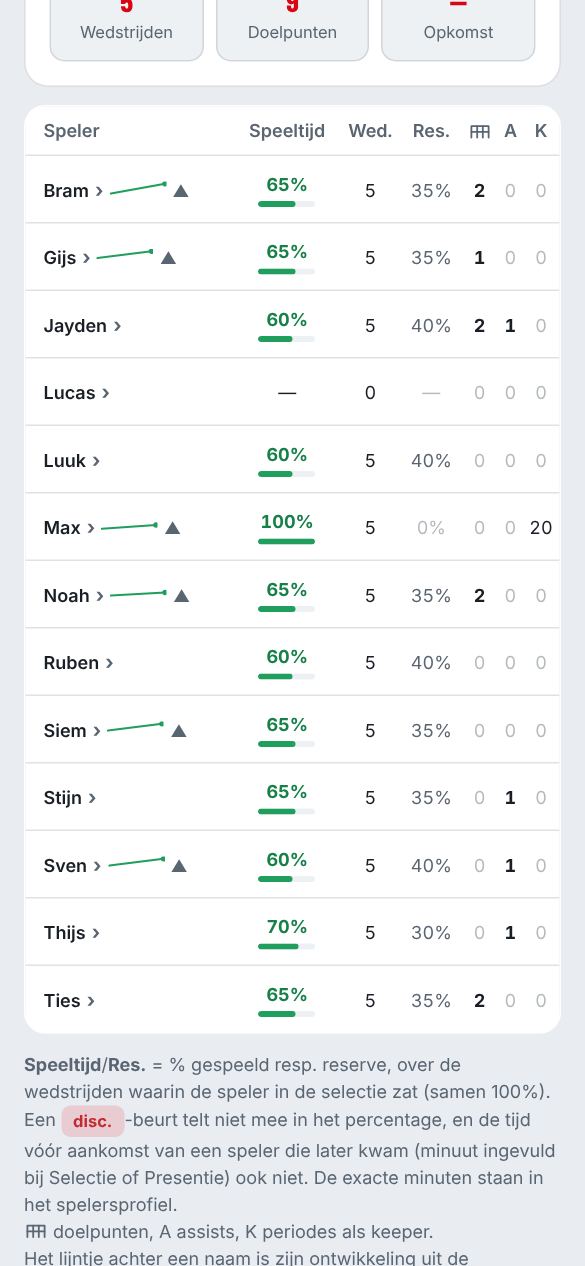 5 9 —
Wedstrijden Doelpunten Opkomst
Speler Speeltijd Wed. Res. A K
Bram › 65% 5 35% 2 0 0
Gijs › 65% 5 35% 1 0 0
Jayden › 60% 5 40% 2 1 0
Lucas › — 0 — 0 0 0
Luuk › 60% 5 40% 0 0 0
Max › 100% 5 0% 0 0 20
Noah › 65% 5 35% 2 0 0
Ruben › 60% 5 40% 0 0 0
Siem › 65% 5 35% 0 0 0
Stijn › 65% 5 35% 0 1 0
Sven › 60% 5 40% 0 1 0
Thijs › 70% 5 30% 0 1 0
Ties › 65% 5 35% 2 0 0
Speeltijd/Res. = % gespeeld resp. reserve, over de
wedstrijden waarin de speler in de selectie zat (samen 100%).
Een disc. -beurt telt niet mee in het percentage, en de tijd
vóór aankomst van een speler die later kwam (minuut ingevuld
bij Selectie of Presentie) ook niet. De exacte minuten staan in
het spelersprofiel.
doelpunten, A assists, K periodes als keeper.
Het lijntje achter een naam is zijn ontwikkeling uit de